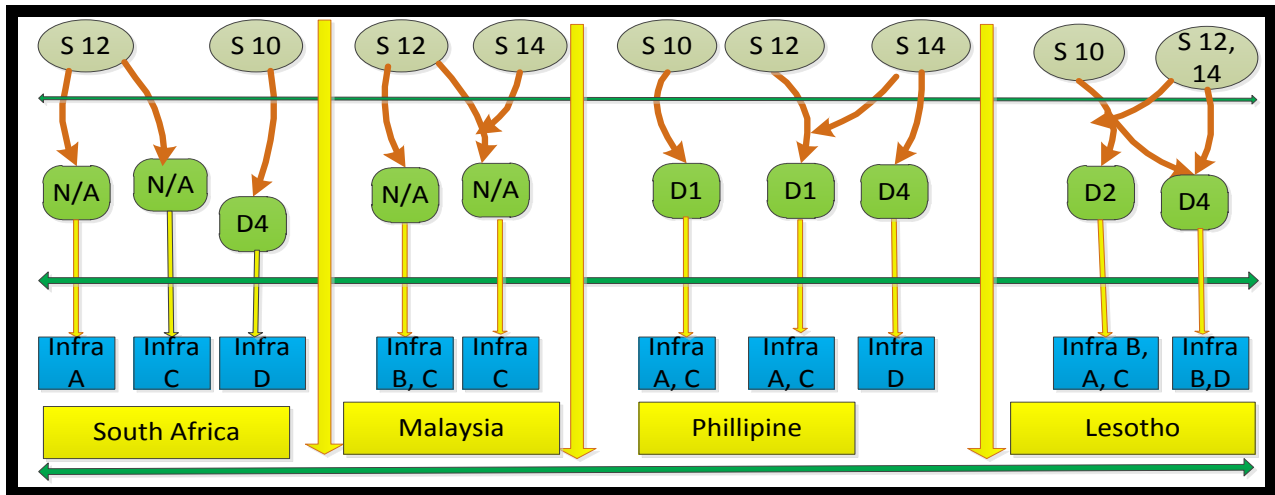 S 12
S 10
S 12
S 14
S 10
S 12
S 14
S 10
S 12,
14
N/A
N/A
D4
N/A
N/A
D1
D1
D4
D2
D4
Infra
A
Infra
C
Infra
D
Infra
B, C
Infra
C
Infra
A, C
Infra
A, C
Infra
D
Infra B,
A, C
Infra
B,D
South Africa
Malaysia
Phillipine
Lesotho